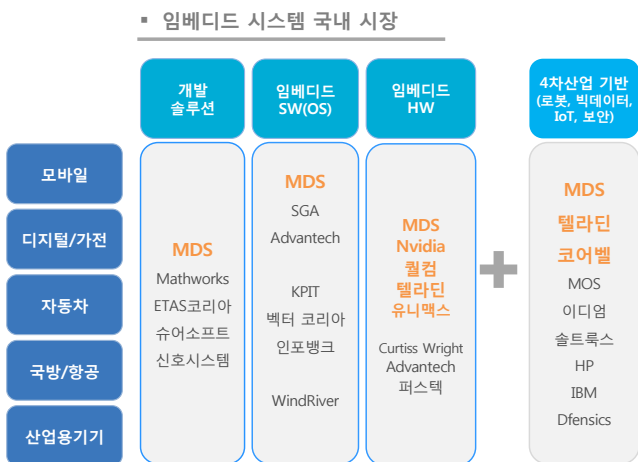 ▪ 임베디드 시스템 국내 시장
개발
솔루션
임베디드
SW(OS)
임베디드
HW
4차산업 기반
(로봇, 빅데이터,
IoT, 보안)
모바일
디지털/가전
자동차
국방/항공
산업용기기
MDS
Mathworks
ETAS코리아
슈어소프트
신호시스템
MDS
SGA
Advantech
KPIT
벡터 코리아
인포뱅크
WindRiver
MDS
Nvidia
퀄컴
텔라딘
유니맥스
Curtiss Wright
Advantech
퍼스텍
MDS
텔라딘
코어벨
MOS
이디엄
솔트룩스
HP
IBM
Dfensics